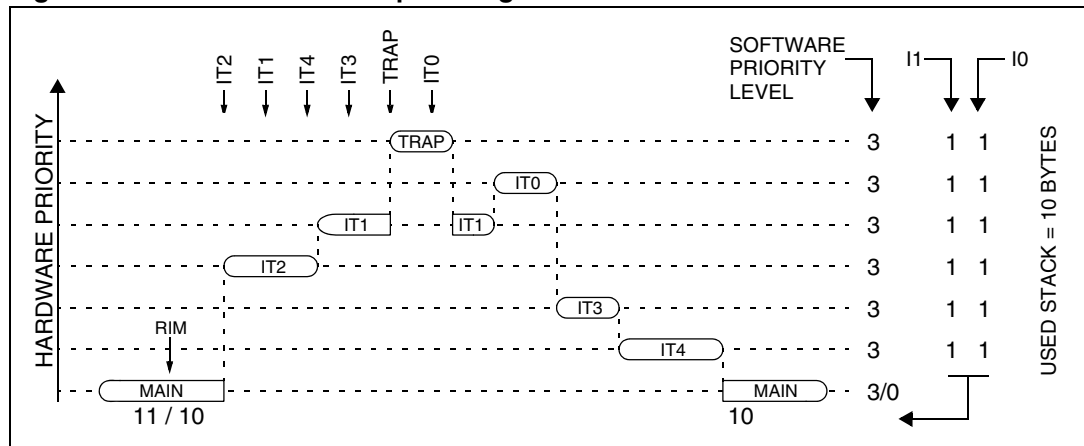 IT2
IT1
IT4
IT3
TRAP
IT0
SOFTWARE
PRIORITY
LEVEL
I1
I0
HARDWARE PRIORITY
TRAP
3
1 1
IT0
3
1 1
IT1
IT1
3
1 1
IT2
3
1 1
IT3
3
1 1
RIM
IT4
3
1 1
MAIN
MAIN
3/0
11 / 10
10
USED STACK = 10 BYTES